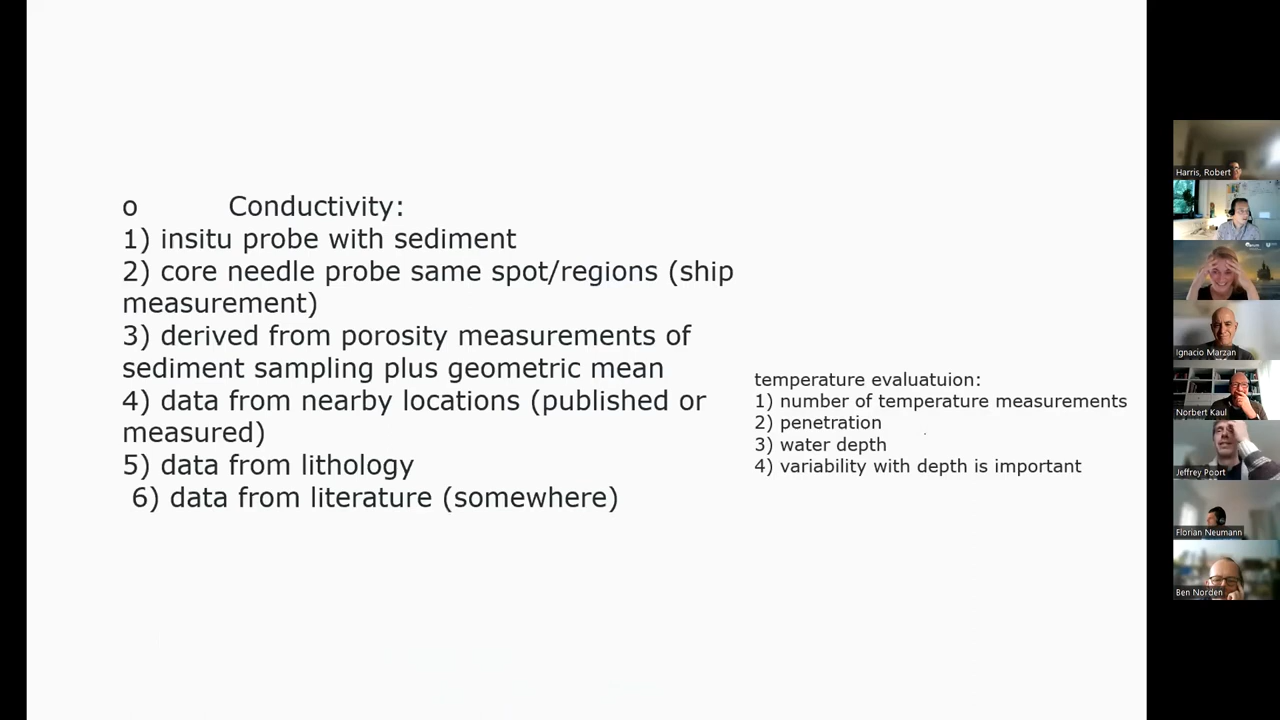 o Conductivity:
1) insitu probe with sediment
2) core needle probe same spot/regions (ship
measurement)
3) derived from porosity measurements of
sediment sampling plus geometric mean
4) data from nearby locations (published or
measured)
5) data from lithology
6) data from literature (somewhere)
temperature evaluatuion:
1) number of temperature measurements
2) penetration
3) water depth
4) variability with depth is important
Harris, Robert
Ignacio Marzan
Norbert Kaul
Jeffrey Poort
Florian Neumann
Ben Norden